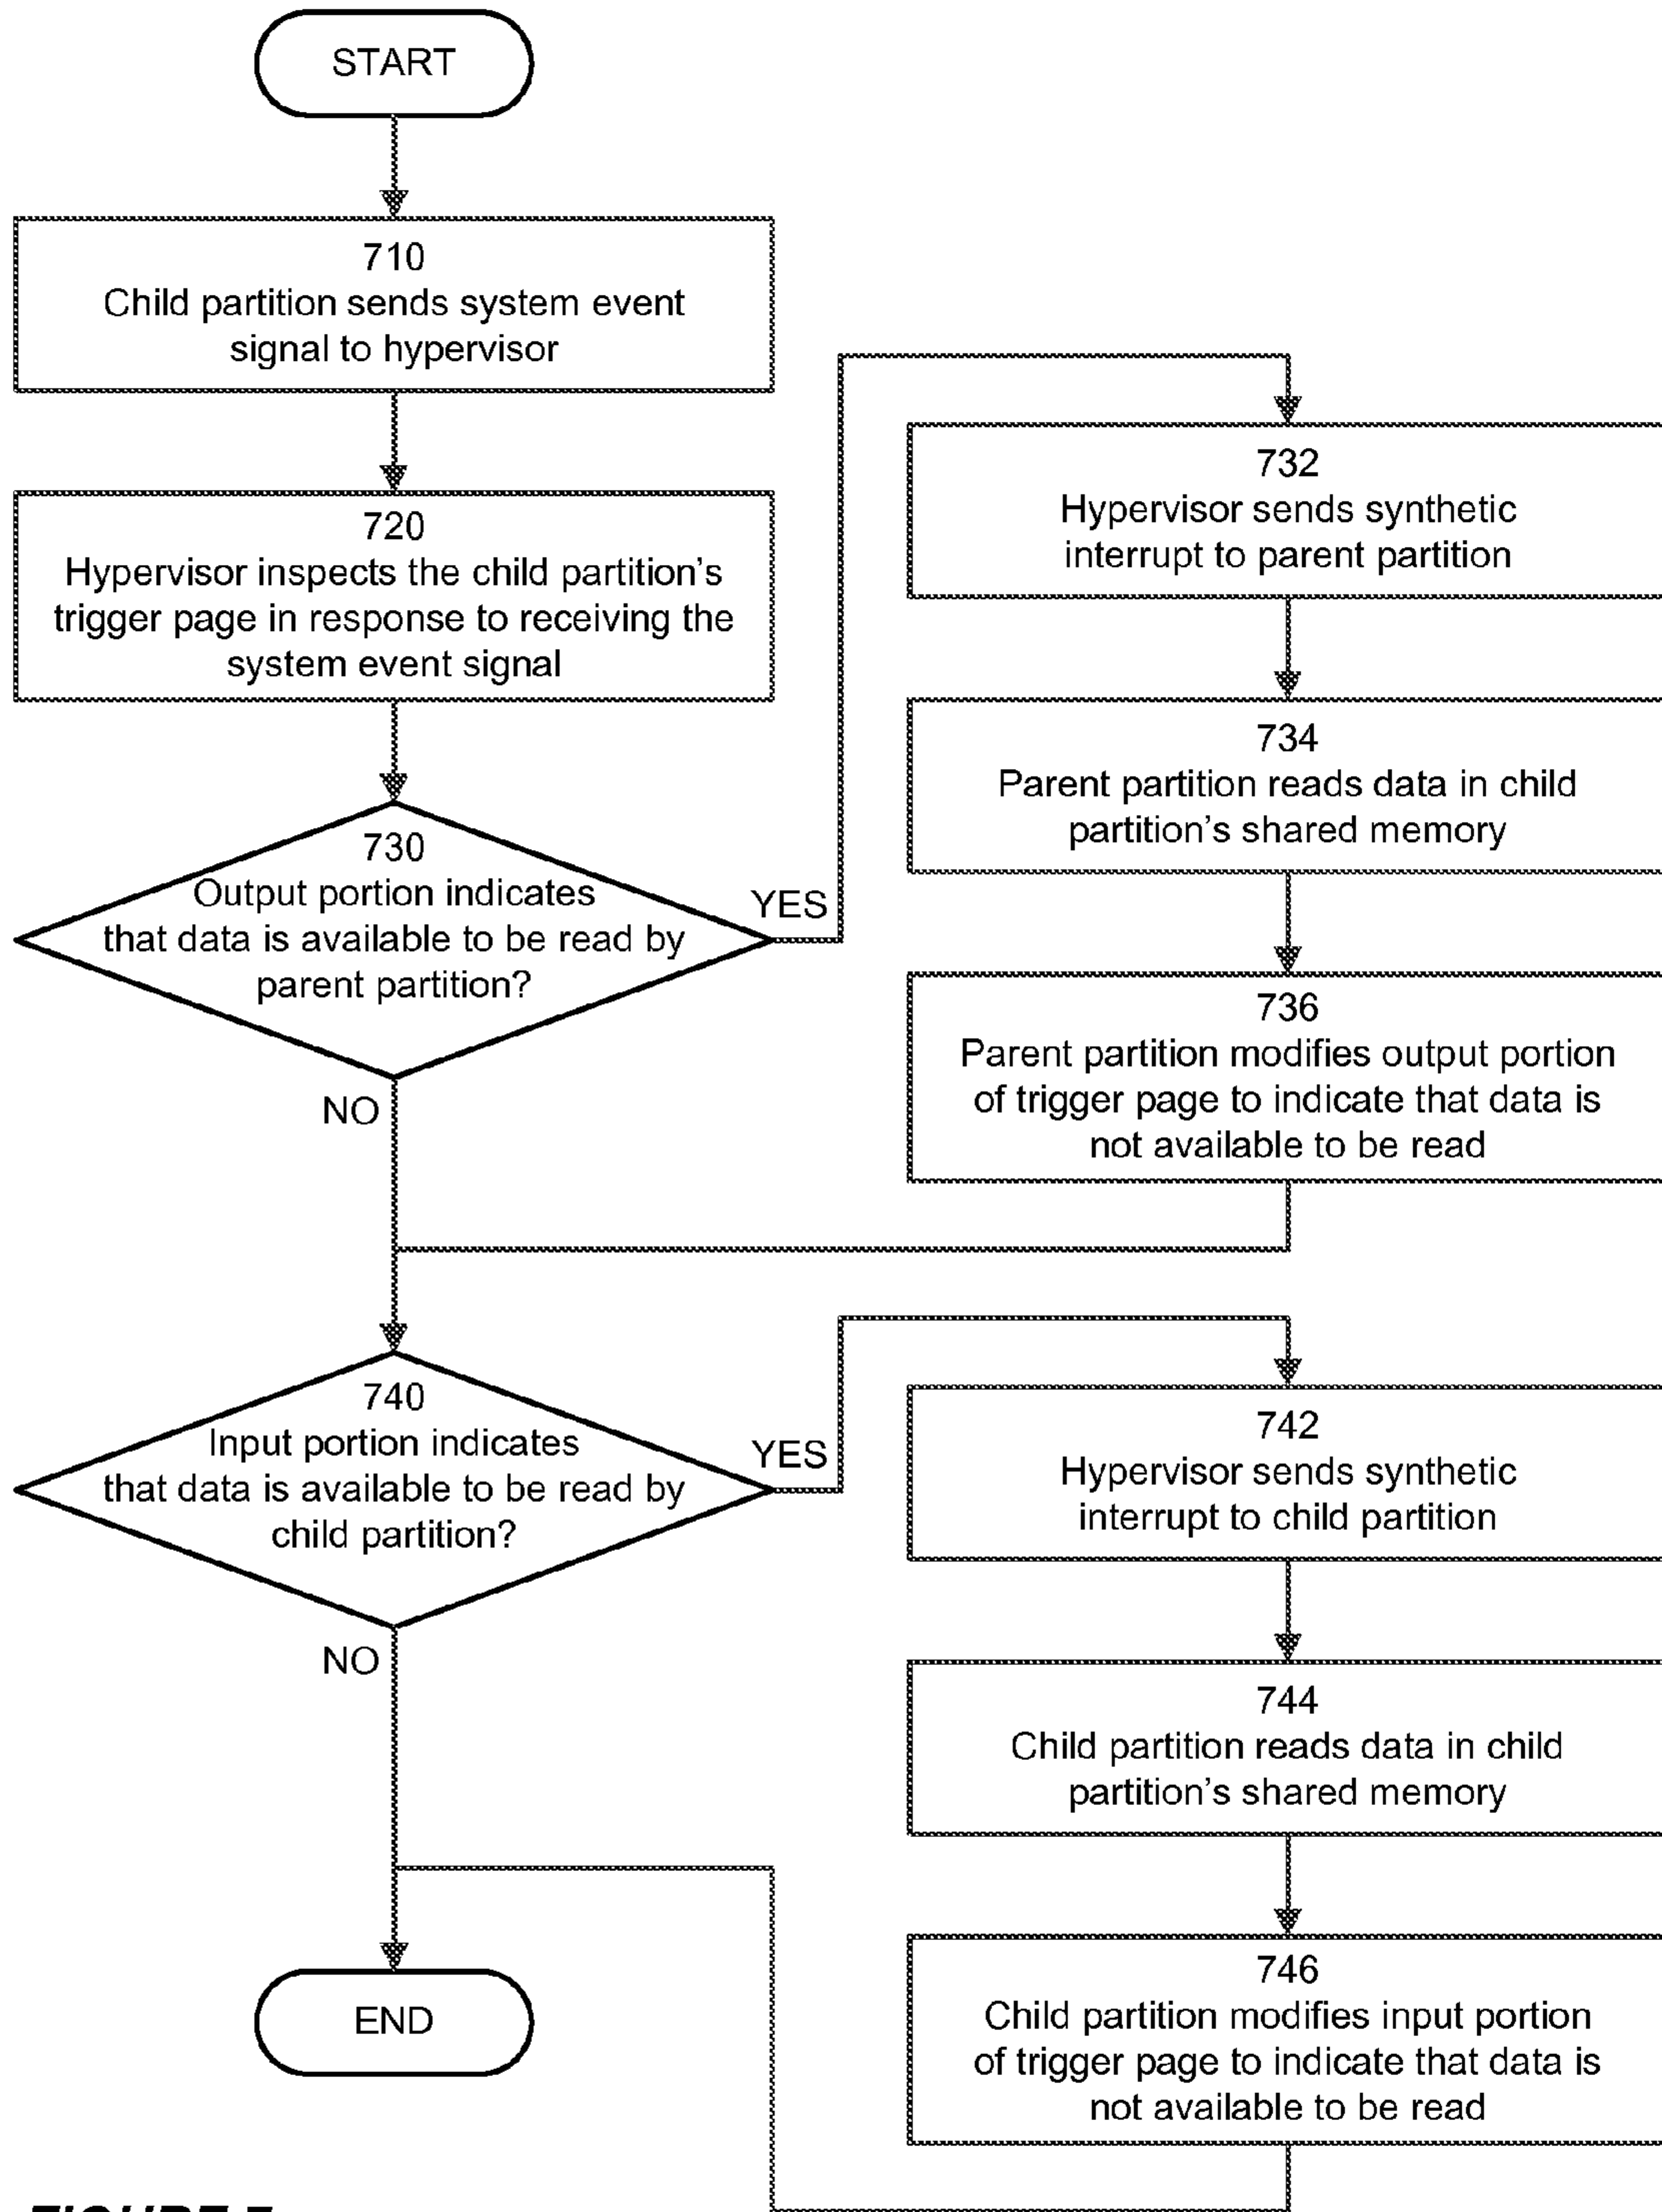 START
710
Child partition sends system event
signal to hypervisor
720
Hypervisor inspects the child partition's
trigger page in response to receiving the
system event signal
730
Output portion indicates
that data is available to be read by
parent partition?
YES
NO
732
Hypervisor sends synthetic
interrupt to parent partition
734
Parent partition reads data in child
partition's shared memory
736
Parent partition modifies output portion
of trigger page to indicate that data is
not available to be read
740
Input portion indicates
that data is available to be read by
child partition?
YES
NO
742
Hypervisor sends synthetic
interrupt to child partition
744
Child partition reads data in child
partition's shared memory
746
Child partition modifies input portion
of trigger page to indicate that data is
not available to be read
END